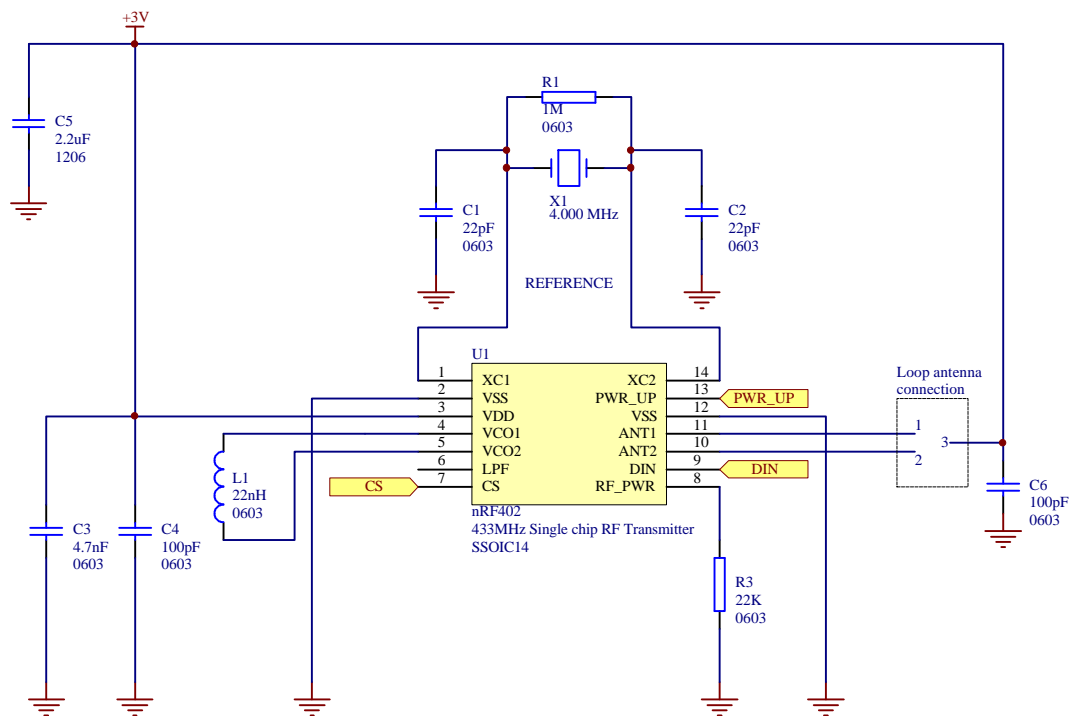 +3V
R1
1M
0603
C5
2.2uF
1206
X1
4.000 MHz
C1
22pF
0603
C2
22pF
0603
REFERENCE
U1
1
XC1
2
VSS
3
VDD
4
VCO1
5
VCO2
6
LPF
7
CS
XC2
14
PWR_UP
13
VSS
12
ANT1
11
ANT2
10
DIN
9
RF_PWR
8
PWR_UP
DIN
CS
nRF402
433MHz Single chip RF Transmitter
SSOIC14
Loop antenna
connection
1
3
2
L1
22nH
0603
C3
4.7nF
0603
C4
100pF
0603
C6
100pF
0603
R3
22K
0603